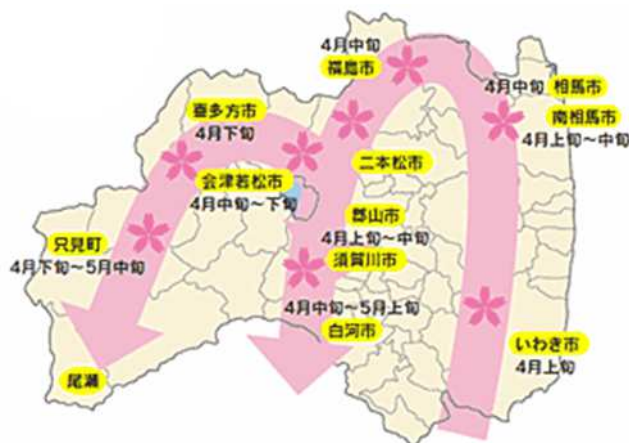 4月中旬
福島市
4月中旬
相馬市
南相馬市
4月上旬〜中旬
喜多方市
4月下旬
二本松市
会津若松市
4月中旬〜下旬
郡山市
4月上旬〜中旬
須賀川市
只見町
4月下旬〜5月中旬
4月中旬〜5月上旬
白河市
いわき市
4月上旬
尾瀬